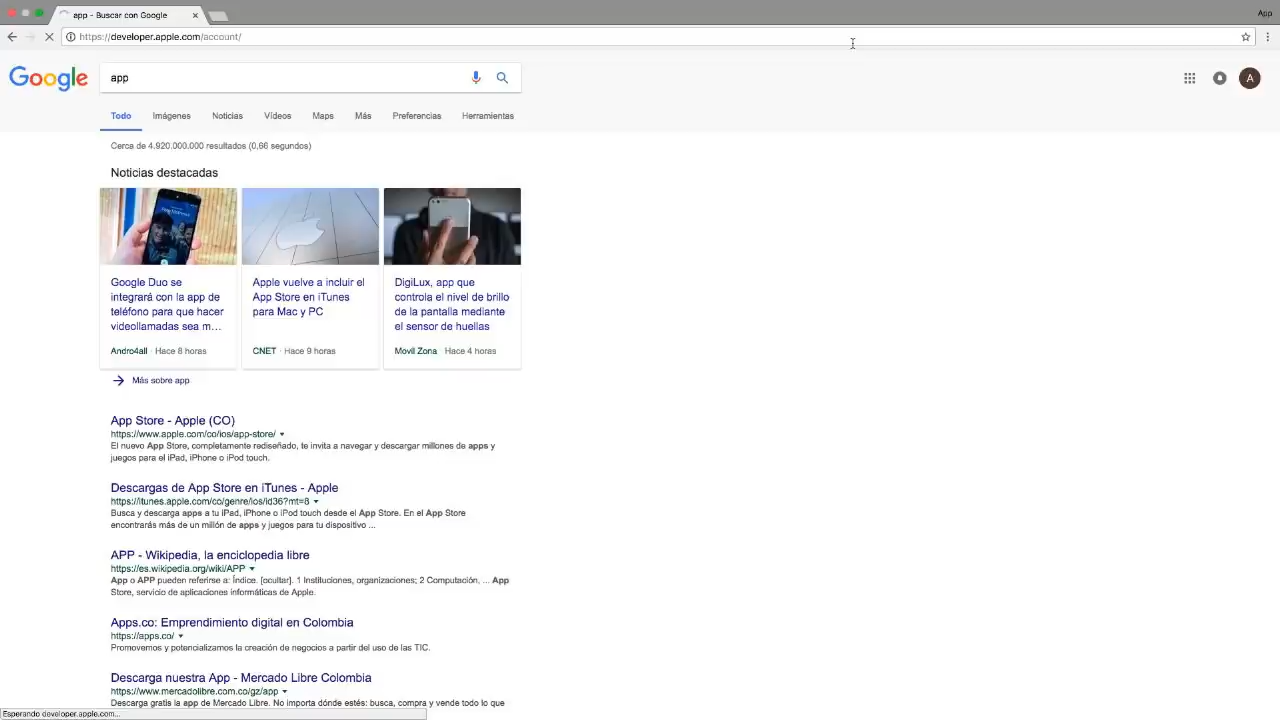 app - Buscar con Google
App
https://developer.apple.com/account/
Google
app
A
Todo Imágenes Noticias Vídeos Maps Más Preferencias Herramientas
Cerca de 4.920.000.000 resultados (0,66 segundos)
Noticias destacadas
Google Duo se
integrará con la app de
teléfono para que hacer
videollamadas sea m...
Andro4all · Hace 8 horas
Apple vuelve a incluir el
App Store en iTunes
para Mac y PC
CNET · Hace 9 horas
DigiLux, app que
controla el nivel de brillo
de la pantalla mediante
el sensor de huellas
Movil Zona Hace 4 horas
Más sobre app
App Store - Apple (CO)
https://www.apple.com/co/ios/app-store/
El nuevo App Store, completamente rediseñado, te invita a navegar y descargar millones de apps y
juegos para el iPad, iPhone o iPod touch.
Descargas de App Store en iTunes - Apple
https://itunes.apple.com/co/genre/ios/id36?mt=8
Busca y descarga apps a tu iPad, iPhone o iPod touch desde el App Store. En el App Store
encontrarás más de un millón de apps y juegos para tu dispositivo ...
APP - Wikipedia, la enciclopedia libre
https://es.wikipedia.org/wiki/APP
App o APP pueden referirse a: Índice. [ocultar]. 1 Instituciones, organizaciones; 2 Computación, ... App
Store, servicio de aplicaciones informáticas de Apple.
Apps.co: Emprendimiento digital en Colombia
https://apps.co/
Promovemos y potencializamos la creación de negocios a partir del uso de las TIC.
Descarga nuestra App - Mercado Libre Colombia
https://www.mercadolibre.com.co/gz/app
Descarga gratis la app de Mercado Libre. No importa dónde estés: busca, compra y vende todo lo que
Esperando developer.apple.com...